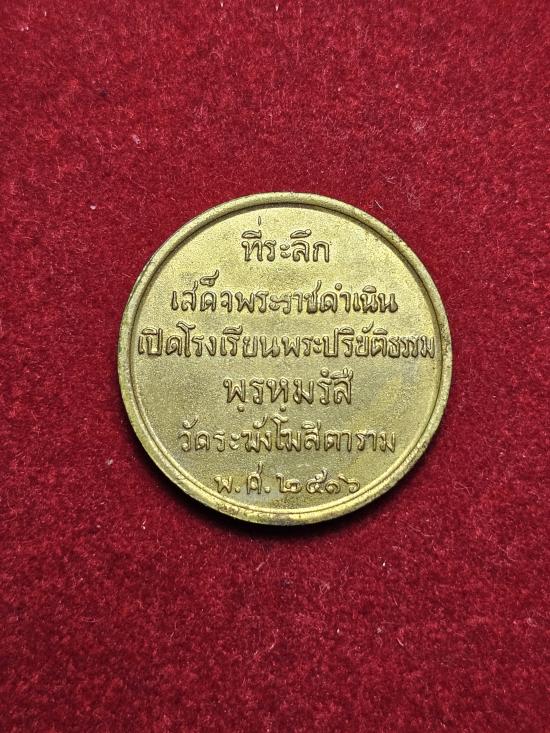 ที่ระลึก
เสด็จพระราชดำเนิน
เปิดโรงเรียนพระปริยัติธรรม
พฺรหฺมรํสี
วัดระฆังโฆสิตาราม
พ.ศ.๒๕๑๖